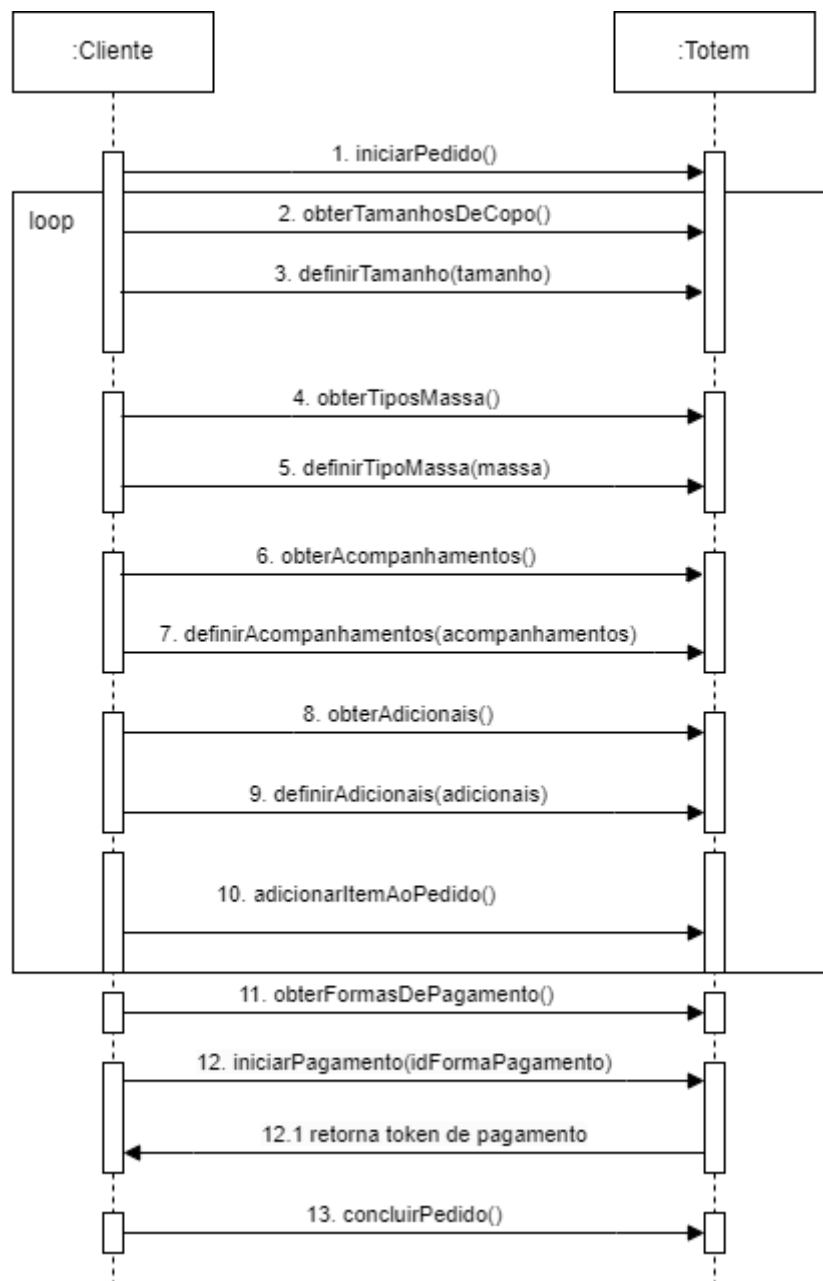 :Cliente
:Totem
1. iniciarPedido()
loop
2. obterTamanhosDeCopo()
3. definirTamanho(tamanho)
4. obterTiposMassa()
5. definirTipoMassa(massa)
6. obterAcompanhamentos()
7. definirAcompanhamentos(acompanhamentos)
8. obterAdicionais()
9. definirAdicionais(adicionais)
10. adicionarItemAoPedido()
11. obterFormasDePagamento()
12. iniciarPagamento(idFormaPagamento)
12.1 retorna token de pagamento
13. concluirPedido()